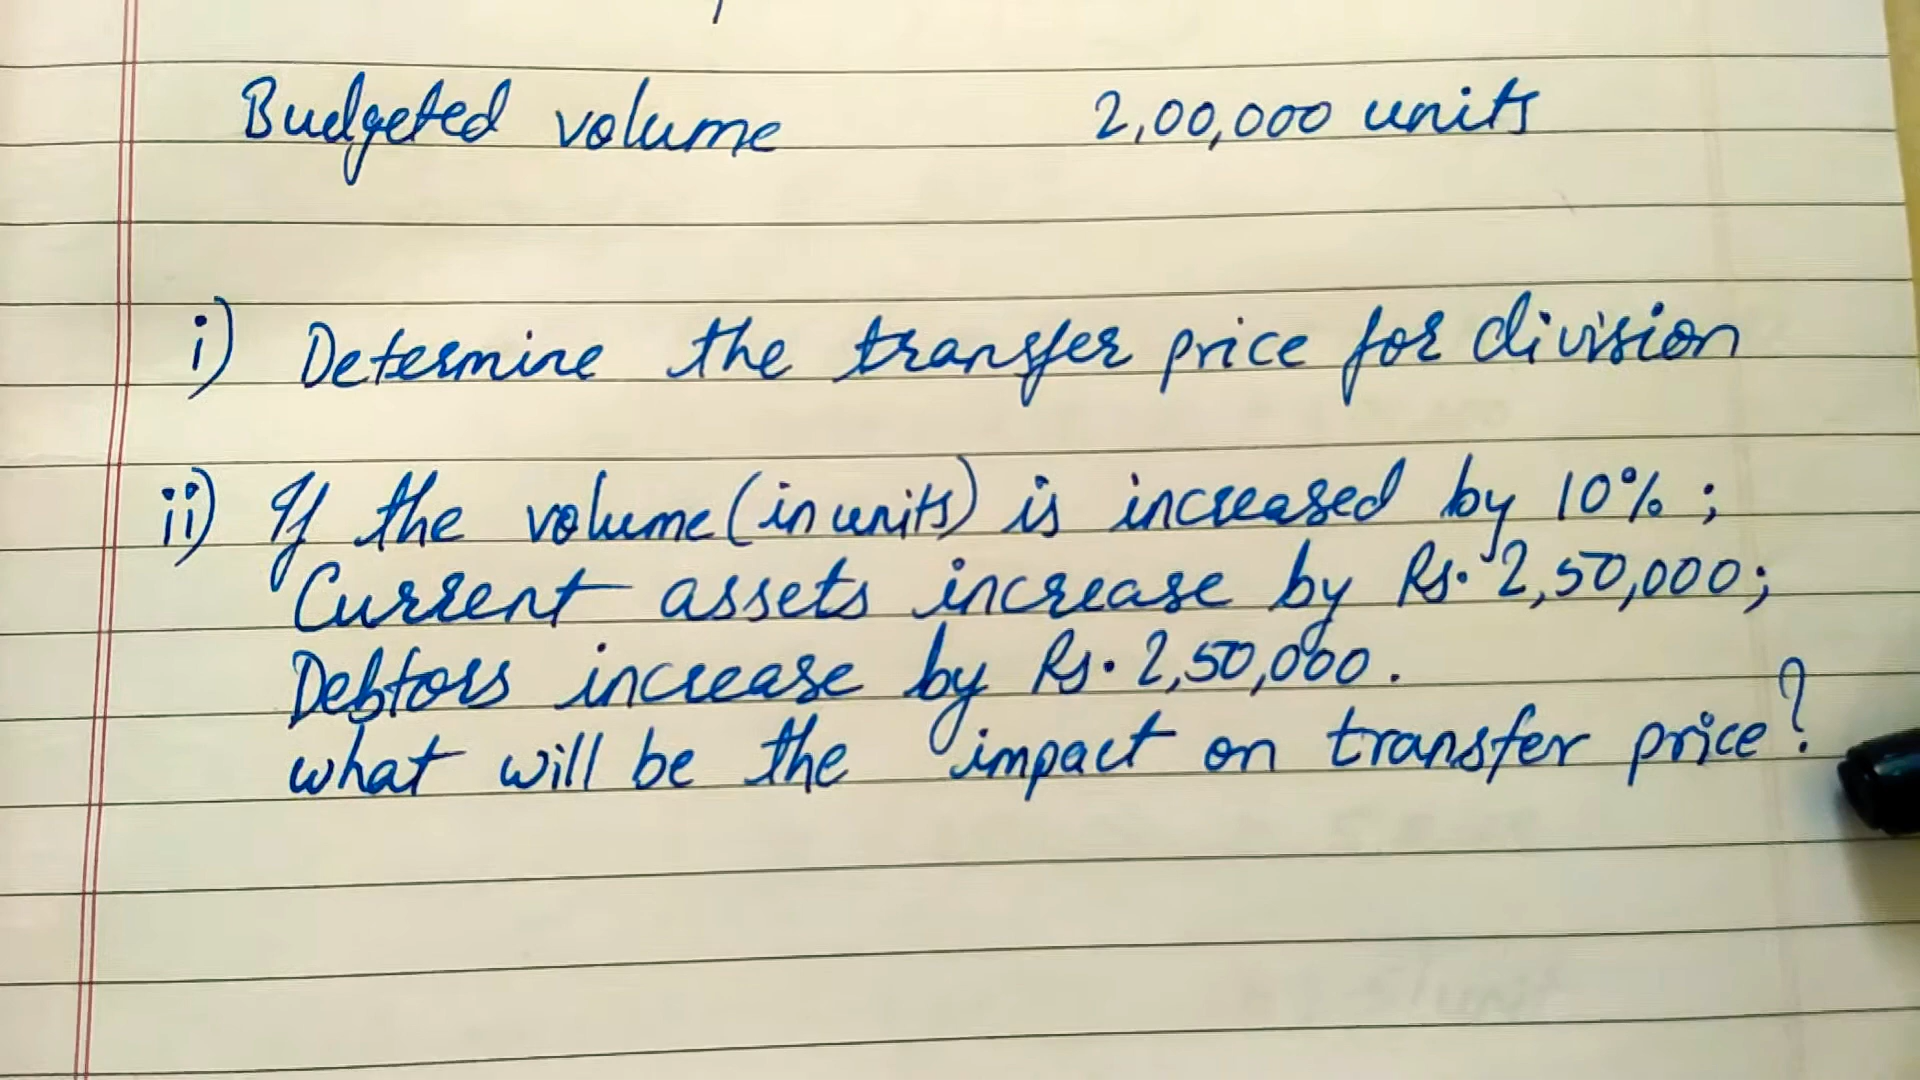 Budgeted volume 2,00,000 units
i) Determine the transfer price for division
ii) If the volume (in units) is increased by 10% ;
Current assets increase by Rs. 2,50,000;
Debtors increase by Rs. 2,50,000.
what will be the impact on transfer price?